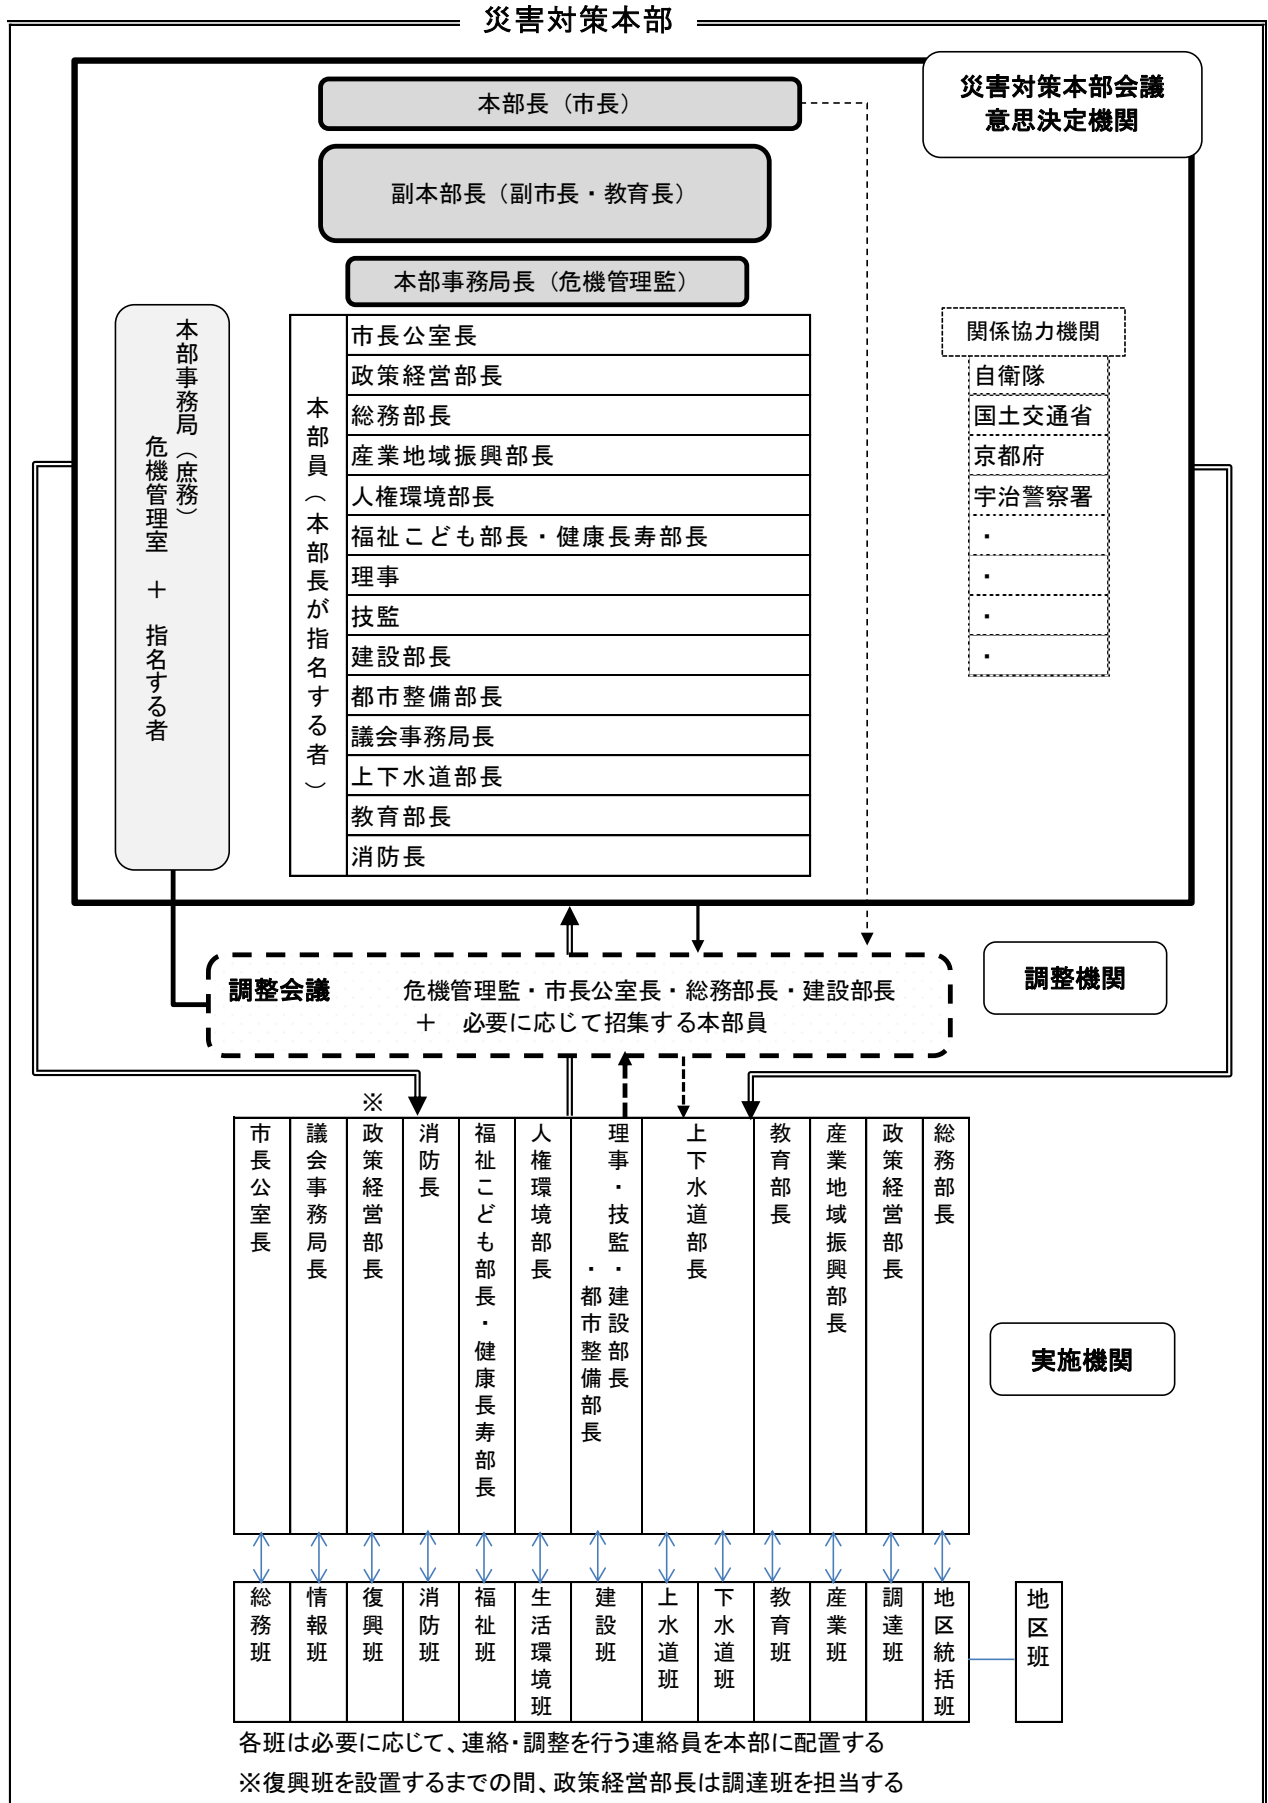 災害対策本部
災害対策本部会議
意思決定機関
本部長（市長）
副本部長（副市長・教育長）
本部事務局長（危機管理監）
本部事務局（庶務）
危機管理室　＋　指名する者
本部員（本部長が指名する者）
市長公室長
政策経営部長
総務部長
産業地域振興部長
人権環境部長
福祉こども部長・健康長寿部長
理事
技監
建設部長
都市整備部長
議会事務局長
上下水道部長
教育部長
消防長
関係協力機関
自衛隊
国土交通省
京都府
宇治警察署
・
・
・
・
調整会議
危機管理監・市長公室長・総務部長・建設部長
＋　必要に応じて招集する本部員
調整機関
※
市長公室長
議会事務局長
政策経営部長
消防長
福祉こども部長・健康長寿部長
人権環境部長
理事・技監・建設部長
・都市整備部長
上下水道部長
教育部長
産業地域振興部長
政策経営部長
総務部長
実施機関
総務班
情報班
復興班
消防班
福祉班
生活環境班
建設班
上水道班
下水道班
教育班
産業班
調達班
地区統括班
地区班
各班は必要に応じて、連絡・調整を行う連絡員を本部に配置する
※復興班を設置するまでの間、政策経営部長は調達班を担当する